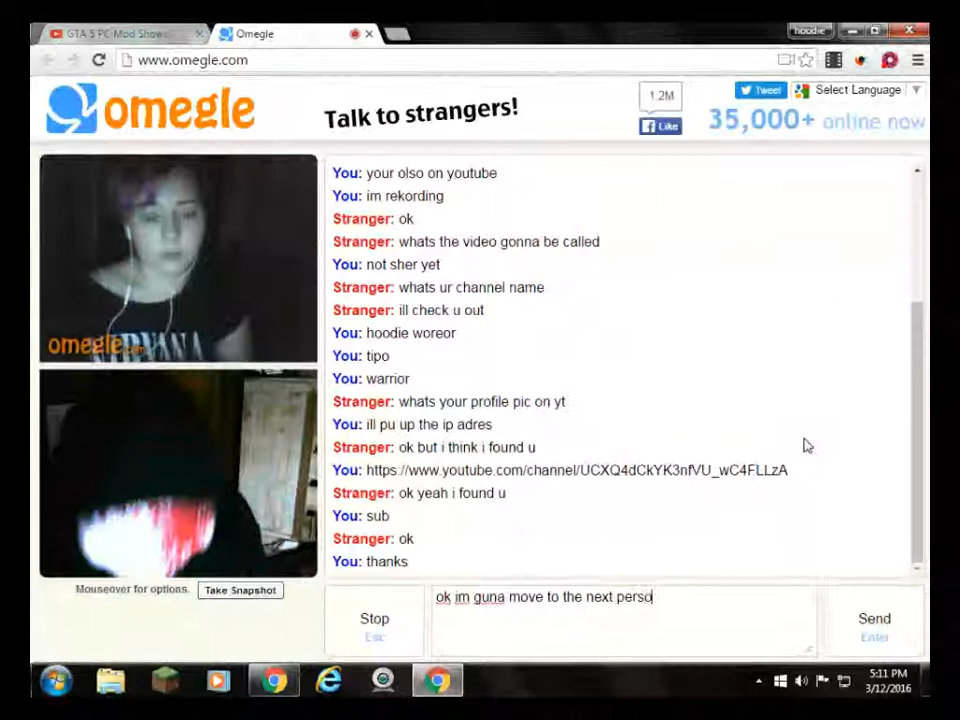 GTA 5 PC Mod Show
Omegle
hoodie
www.omegle.com
omegle
Talk to strangers!
1.2M
Like
Tweet
Select Language
35,000+ online now
You: your olso on youtube
You: im rekording
Stranger: ok
Stranger: whats the video gonna be called
You: not sher yet
Stranger: whats ur channel name
Stranger: ill check u out
You: hoodie woreor
You: tipo
You: warrior
Stranger: whats your profile pic on yt
You: ill pu up the ip adres
Stranger: ok but i think i found u
You: https://www.youtube.com/channel/UCXQ4dCkYK3nfVU_wC4FLLzA
Stranger: ok yeah i found u
You: sub
Stranger: ok
You: thanks
NIRVANA
omegle.com
Mouseover for options.
Take Snapshot
Stop
Esc
ok im guna move to the next perso
Send
Enter
5:11 PM
3/12/2016